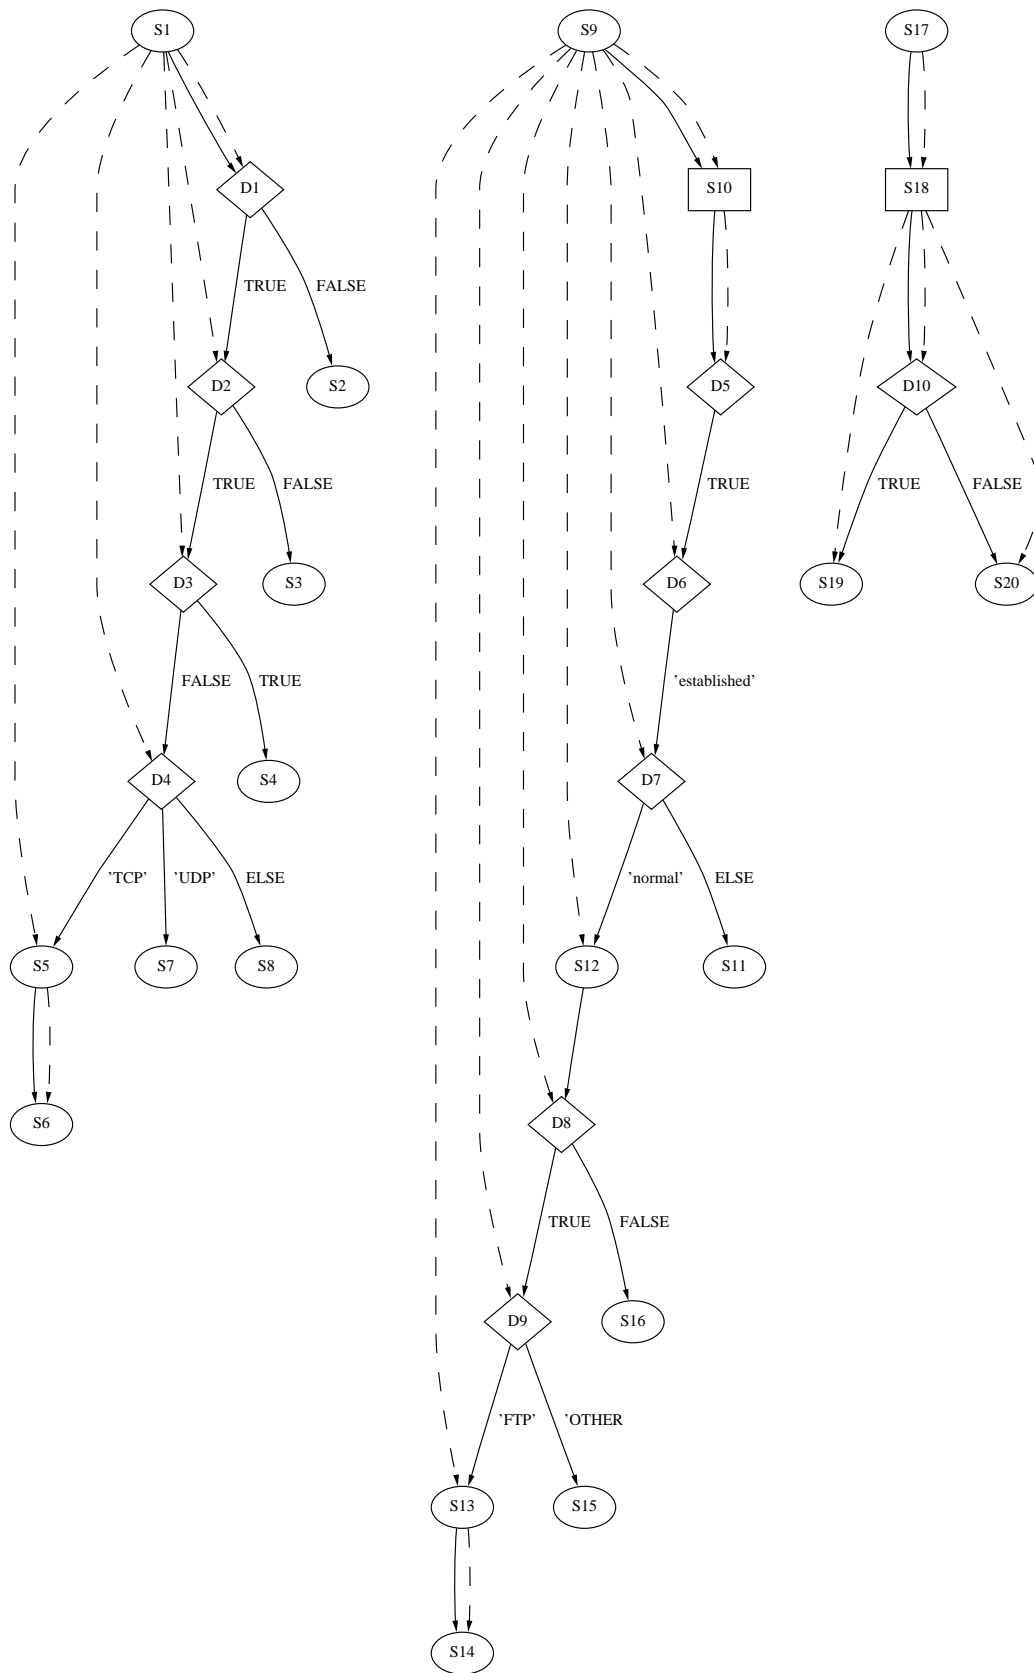 S1
S9
S17
D1
S10
S18
TRUE
FALSE
D2
S2
D5
D10
TRUE
FALSE
TRUE
TRUE
FALSE
D3
S3
D6
S19
S20
FALSE
TRUE
’established’
D4
S4
D7
’TCP’
’UDP’
ELSE
’normal’
ELSE
S5
S7
S8
S12
S11
S6
D8
TRUE
FALSE
D9
S16
’FTP’
’OTHER
S13
S15
S14